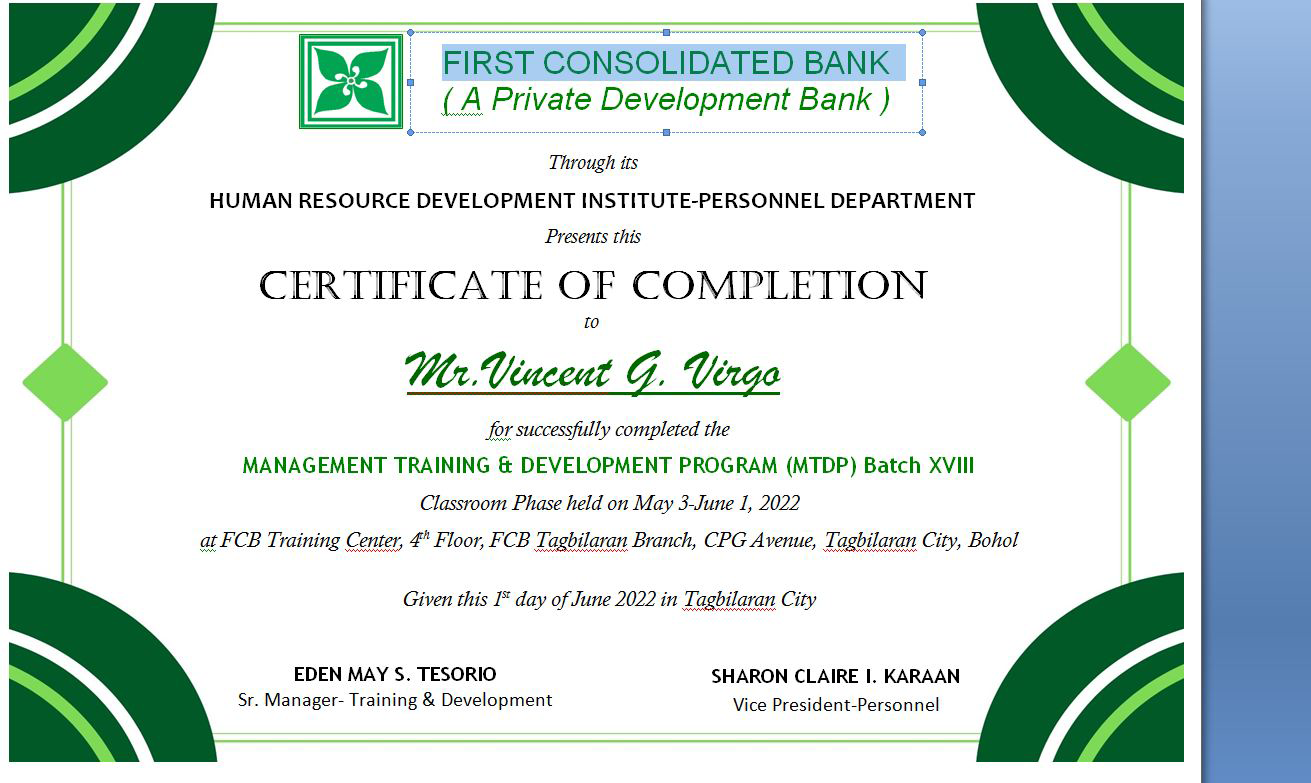 FIRST CONSOLIDATED BANK
( A Private Development Bank )
Through its
HUMAN RESOURCE DEVELOPMENT INSTITUTE-PERSONNEL DEPARTMENT
Presents this
CERTIFICATE OF COMPLETION
to
Mr.Vincent G. Virgo
for successfully completed the
MANAGEMENT TRAINING & DEVELOPMENT PROGRAM (MTDP) Batch XVIII
Classroom Phase held on May 3-June 1, 2022
at FCB Training Center, 4th Floor, FCB Tagbilaran Branch, CPG Avenue, Tagbilaran City, Bohol
Given this 1st day of June 2022 in Tagbilaran City
EDEN MAY S. TESORIO
Sr. Manager- Training & Development
SHARON CLAIRE I. KARAAN
Vice President-Personnel